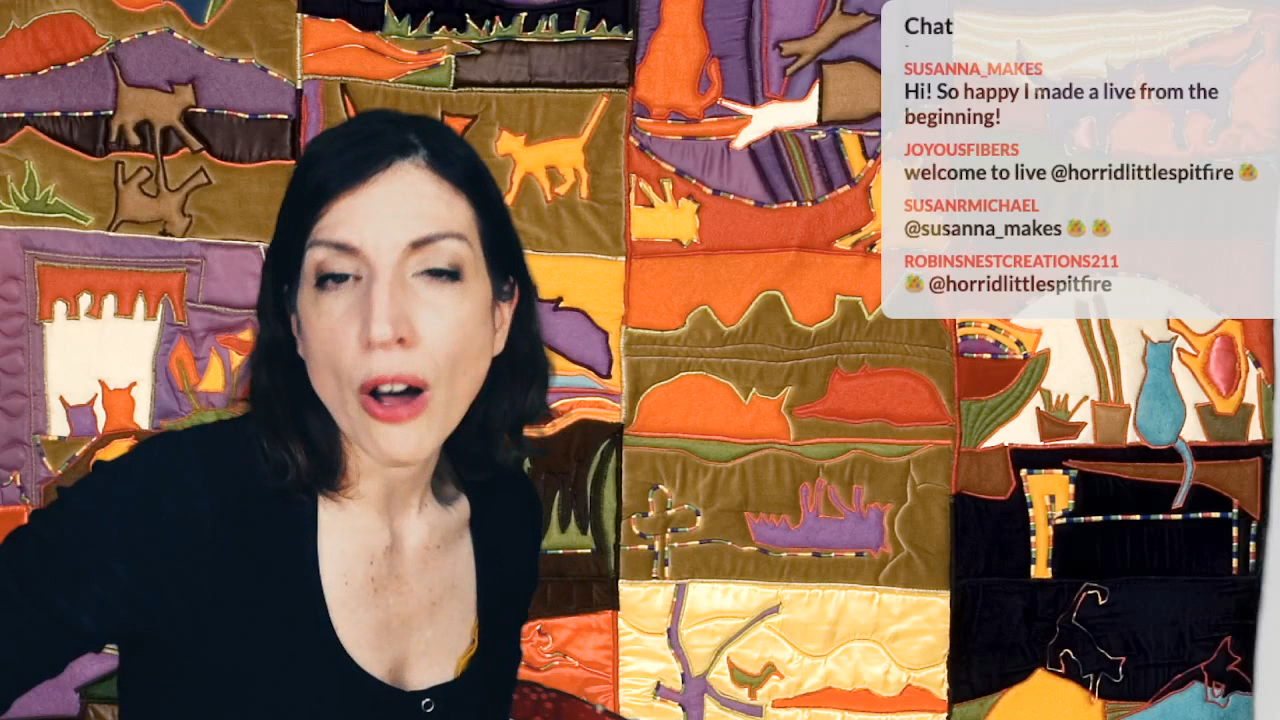 Chat
SUSANNA_MAKES
Hi! So happy I made a live from the
beginning!
JOYOUSFIBERS
welcome to live @horridlittlespitfire
SUSANRMICHAEL
@susanna_makes
ROBINSNESTCREATIONS211
@horridlittlespitfire